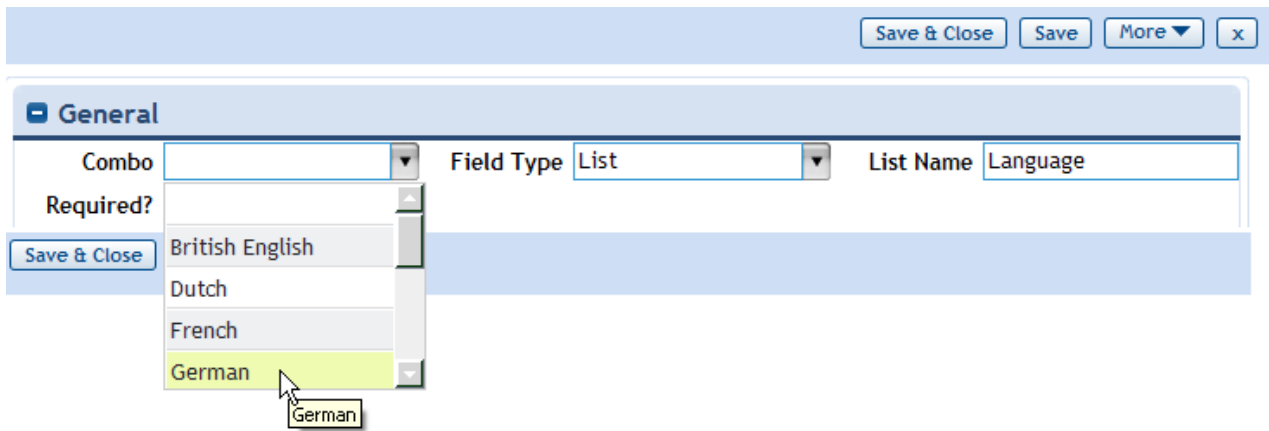 Save & Close Save More x
General
Combo Field Type List List Name Language
Required?
British English
Save & Close
Dutch
French
German
German